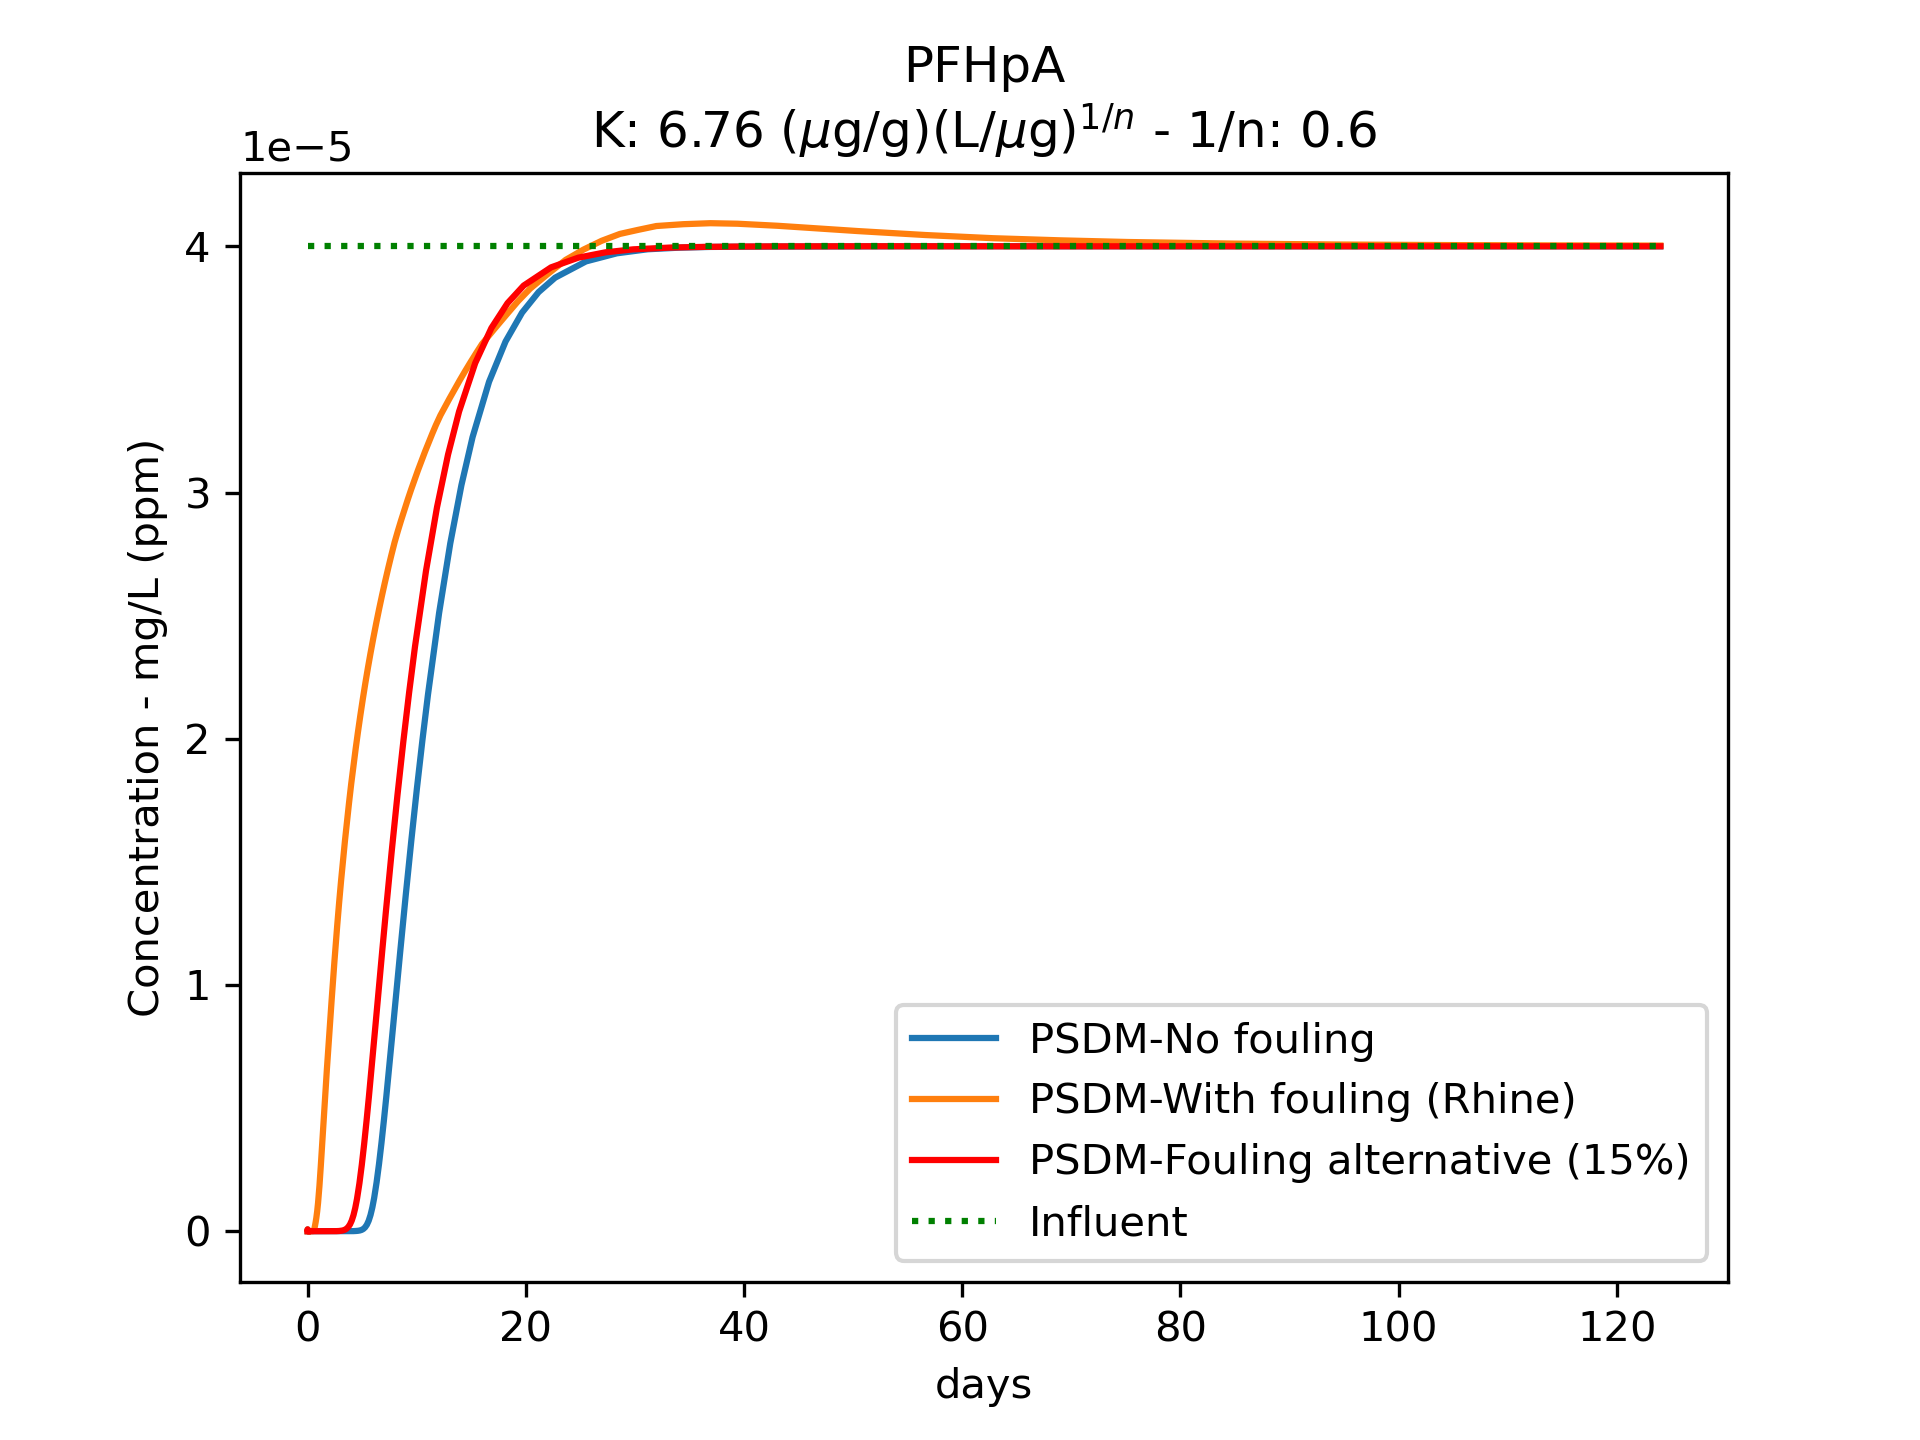 PFHpA
K: 6.76 (μg/g)(L/μg)^{1/n} - 1/n: 0.6
1e−5
4
3
2
1
0
Concentration - mg/L (ppm)
PSDM-No fouling
PSDM-With fouling (Rhine)
PSDM-Fouling alternative (15%)
Influent
0 20 40 60 80 100 120
days